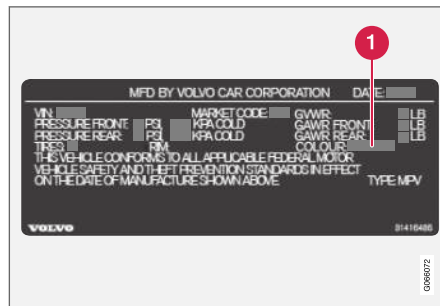 1
MFD BY VOLVO CAR CORPORATION DATE:
VIN: MARKET CODE: GVWR: LB
PRESSURE FRONT: PSI, KPA COLD GAWR FRONT: LB
PRESSURE REAR: PSI, KPA COLD GAWR REAR: LB
TIRES: RIM: COLOUR:
THIS VEHICLE CONFORMS TO ALL APPLICABLE FEDERAL MOTOR
VEHICLE SAFETY AND THEFT PREVENTION STANDARDS IN EFFECT
ON THE DATE OF MANUFACTURE SHOWN ABOVE. TYPE: MPV
VOLVO 31416486
G066072